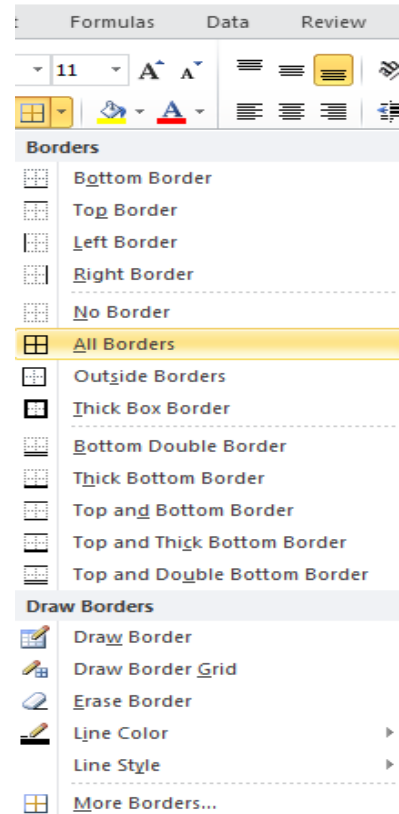 Formulas Data Review
11 A A
A
Borders
Bottom Border
Top Border
Left Border
Right Border
No Border
All Borders
Outside Borders
Thick Box Border
Bottom Double Border
Thick Bottom Border
Top and Bottom Border
Top and Thick Bottom Border
Top and Double Bottom Border
Draw Borders
Draw Border
Draw Border Grid
Erase Border
Line Color
Line Style
More Borders...